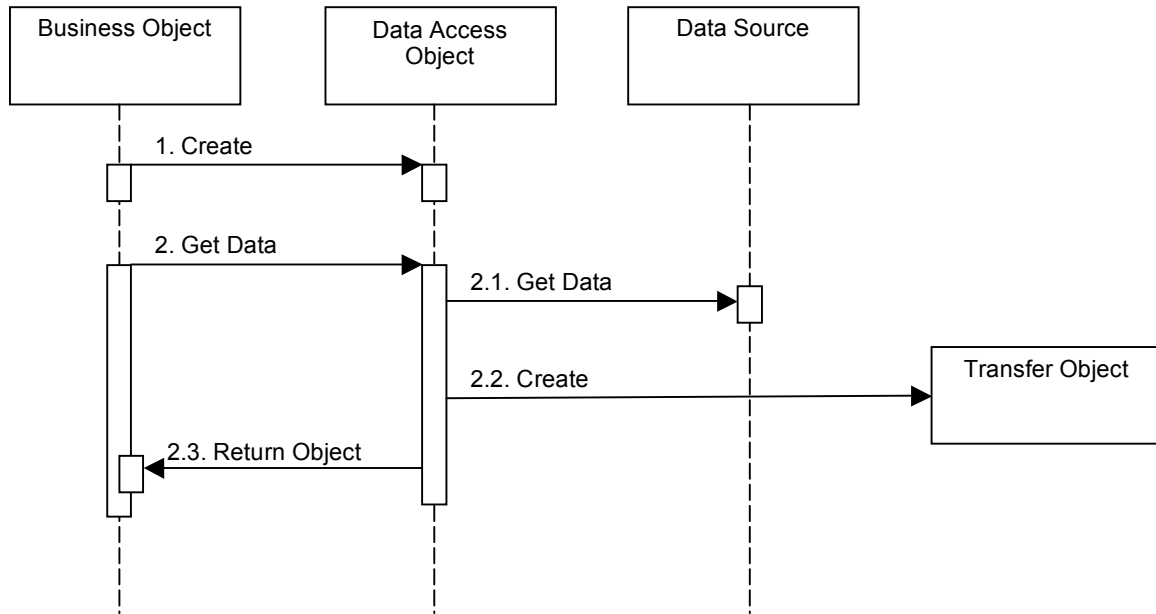 Business Object
Data Access
Object
Data Source
1. Create
2. Get Data
2.1. Get Data
2.2. Create
Transfer Object
2.3. Return Object